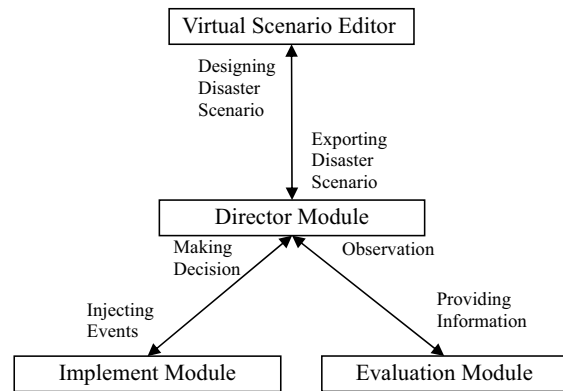 Virtual Scenario Editor
Designing
Disaster
Scenario
Exporting
Disaster
Scenario
Director Module
Making
Decision
Observation
Injecting
Events
Providing
Information
Implement Module
Evaluation Module